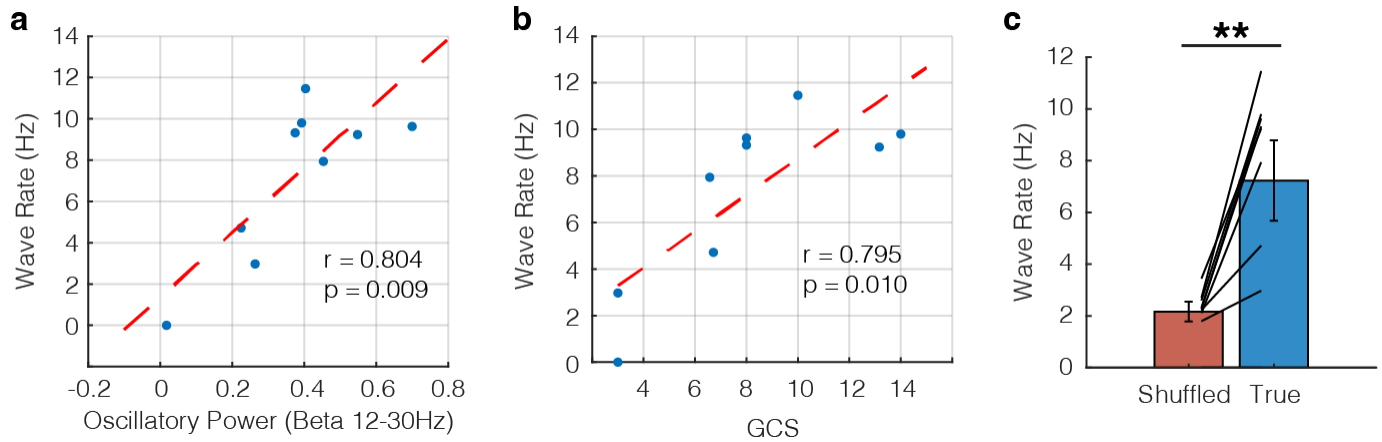 a
Wave Rate (Hz)
14
12
10
8
6
4
2
0
-0.2 0 0.2 0.4 0.6 0.8
Oscillatory Power (Beta 12-30Hz)
r = 0.804
p = 0.009
b
Wave Rate (Hz)
14
12
10
8
6
4
2
0
4 6 8 10 12 14
GCS
r = 0.795
p = 0.010
c
**
Wave Rate (Hz)
12
10
8
6
4
2
0
Shuffled True